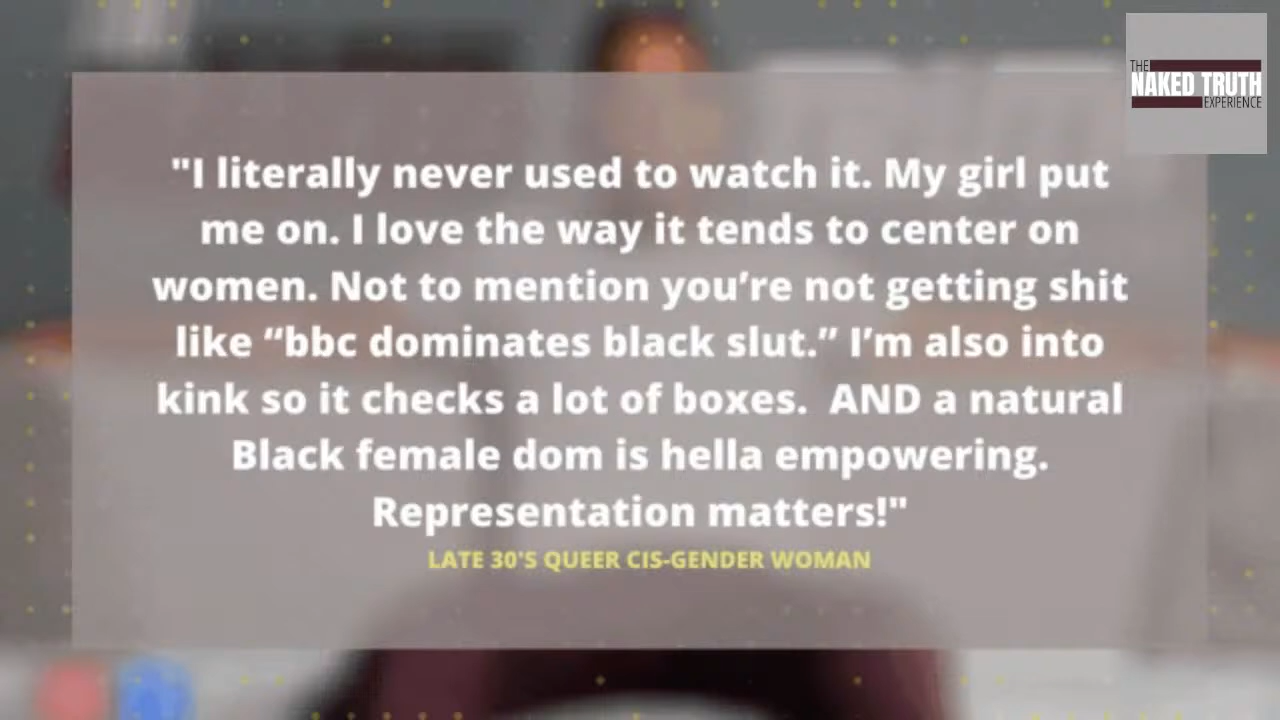 THE
NAKED TRUTH
EXPERIENCE
"I literally never used to watch it. My girl put
me on. I love the way it tends to center on
women. Not to mention you’re not getting shit
like “bbc dominates black slut.” I’m also into
kink so it checks a lot of boxes.  AND a natural
Black female dom is hella empowering.
Representation matters!"
LATE 30'S QUEER CIS-GENDER WOMAN